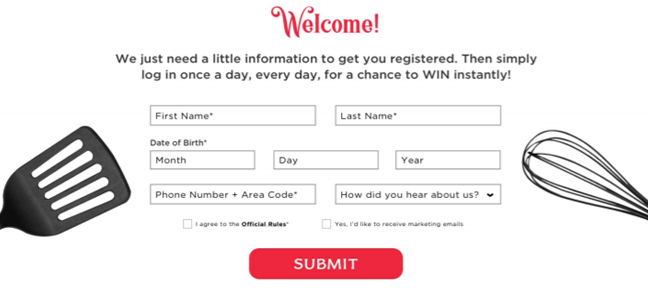 Welcome!
We just need a little information to get you registered. Then simply
log in once a day, every day, for a chance to WIN instantly!
First Name*
Last Name*
Date of Birth*
Month
Day
Year
Phone Number + Area Code*
How did you hear about us?
I agree to the Official Rules*
Yes, I'd like to receive marketing emails
SUBMIT